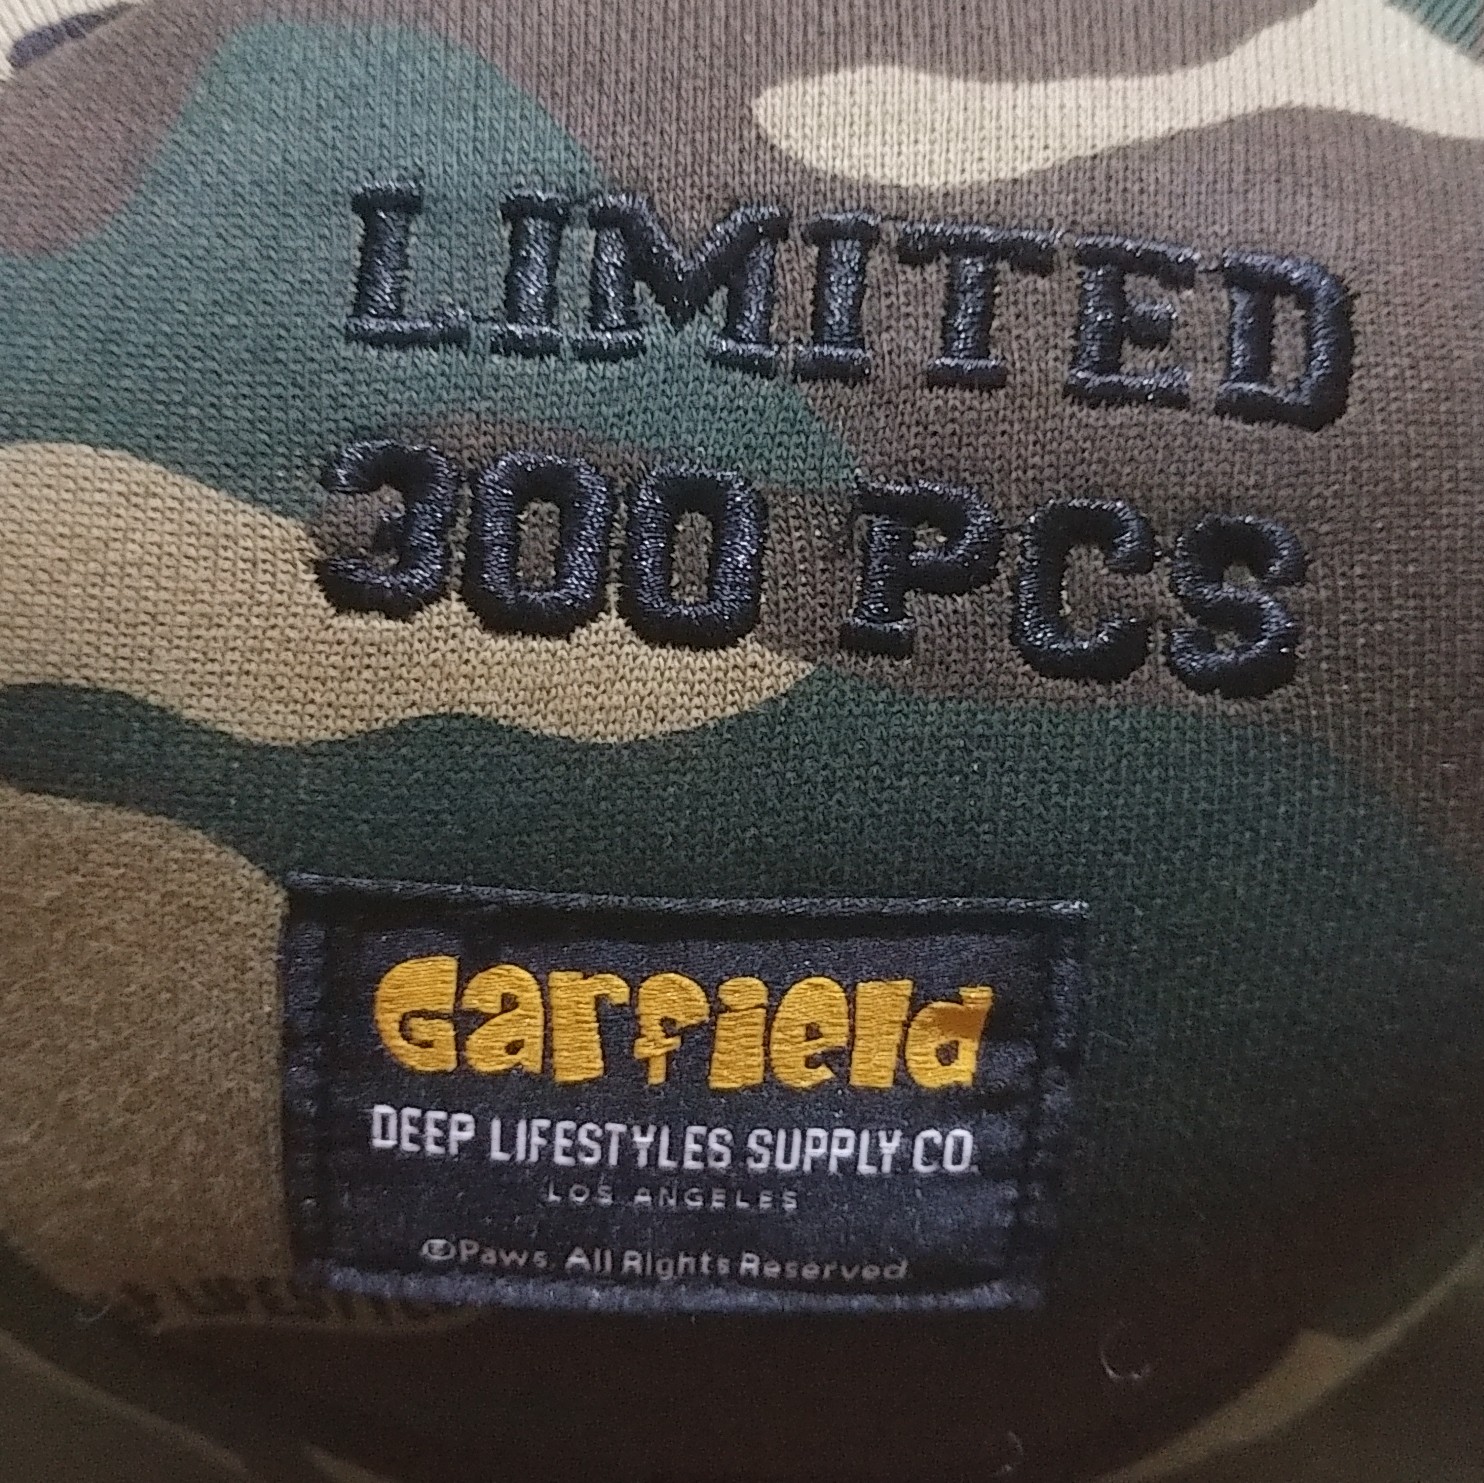 LIMITED
300 PCS
Garfield
DEEP LIFESTYLES SUPPLY CO.
LOS ANGELES
©Paws. All Rights Reserved.